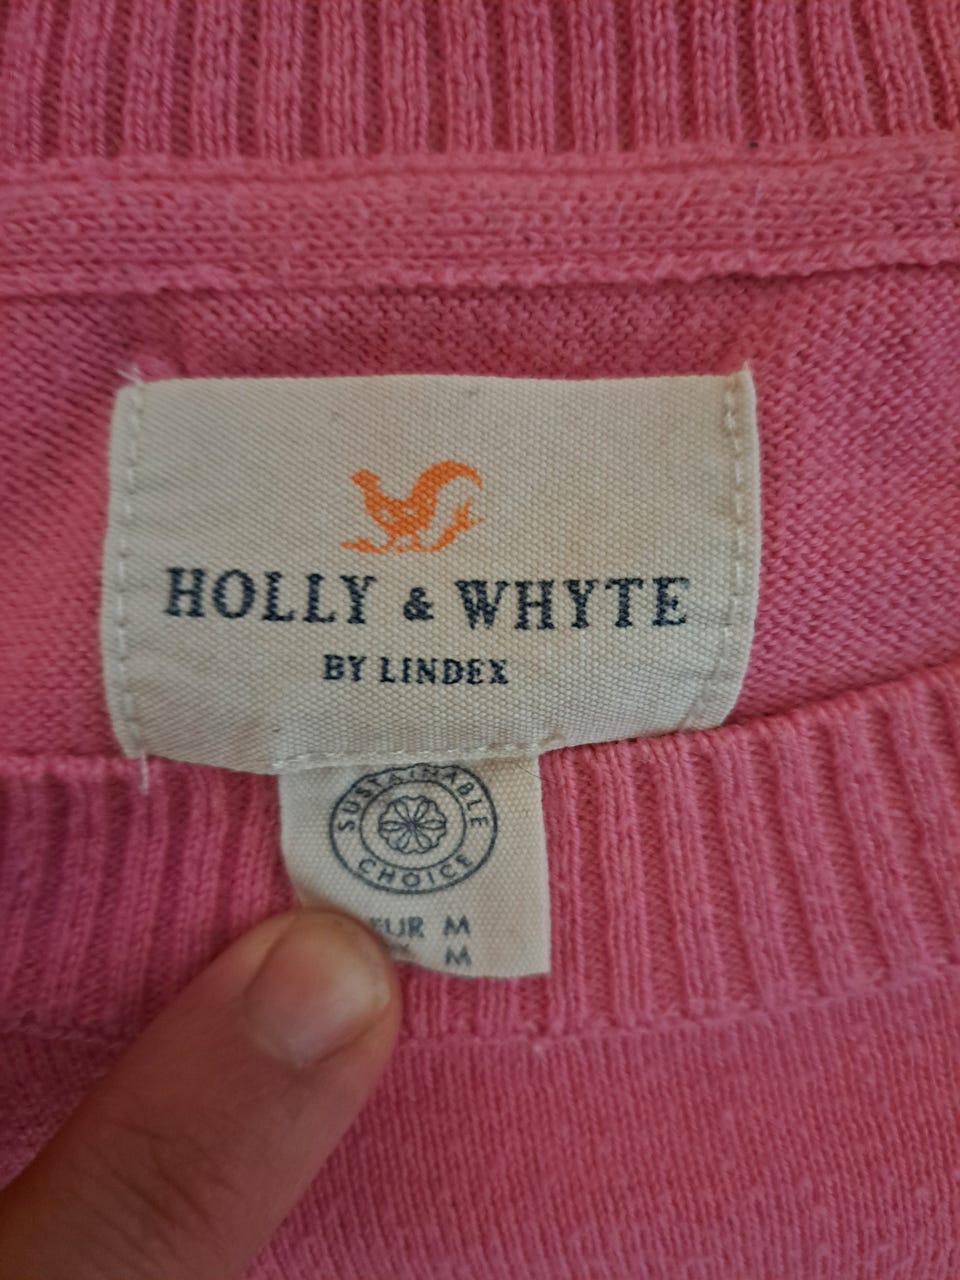 HOLLY & WHYTE
BY LINDEX
SUSTAINABLE
CHOICE
EUR M
M